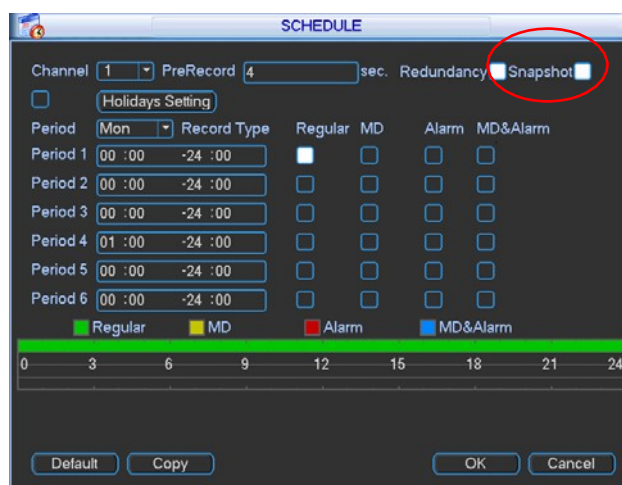 SCHEDULE
Channel 1 PreRecord 4 sec. Redundancy Snapshot
Holidays Setting
Period Mon Record Type Regular MD Alarm MD&Alarm
Period 1 00 :00 -24 :00
Period 2 00 :00 -24 :00
Period 3 00 :00 -24 :00
Period 4 01 :00 -24 :00
Period 5 00 :00 -24 :00
Period 6 00 :00 -24 :00
Regular MD Alarm MD&Alarm
0 3 6 9 12 15 18 21 24
Default Copy OK Cancel